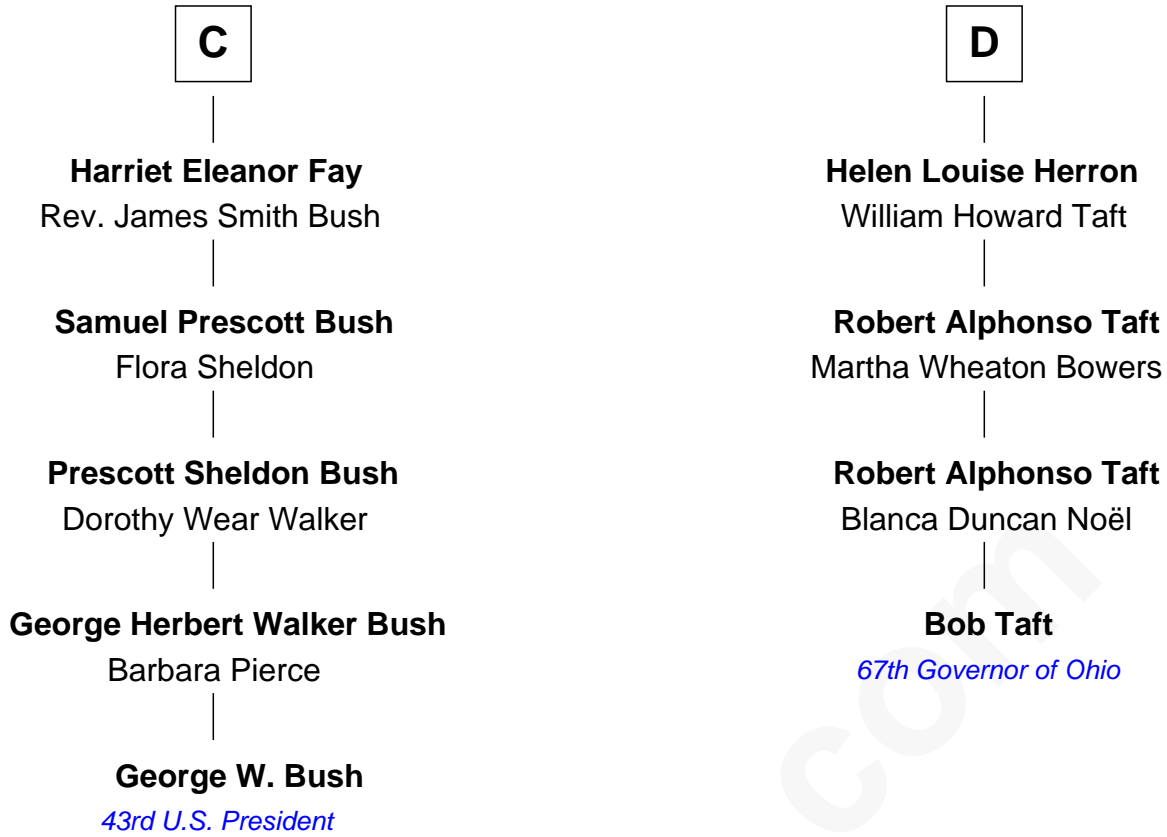 C
Harriet Eleanor Fay
Rev. James Smith Bush
Samuel Prescott Bush
Flora Sheldon
Prescott Sheldon Bush
Dorothy Wear Walker
George Herbert Walker Bush
Barbara Pierce
George W. Bush
43rd U.S. President
D
Helen Louise Herron
William Howard Taft
Robert Alphonso Taft
Martha Wheaton Bowers
Robert Alphonso Taft
Blanca Duncan Noël
Bob Taft
67th Governor of Ohio
com